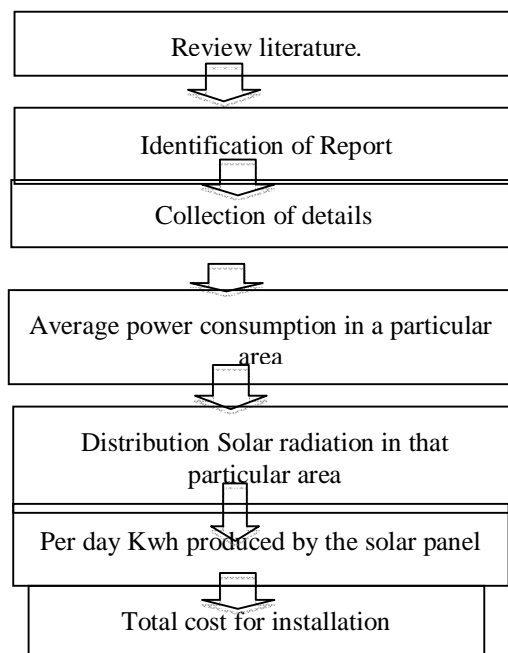 Review literature.
Identification of Report
Collection of details
Average power consumption in a particular
area
Distribution Solar radiation in that
particular area
Per day Kwh produced by the solar panel
Total cost for installation